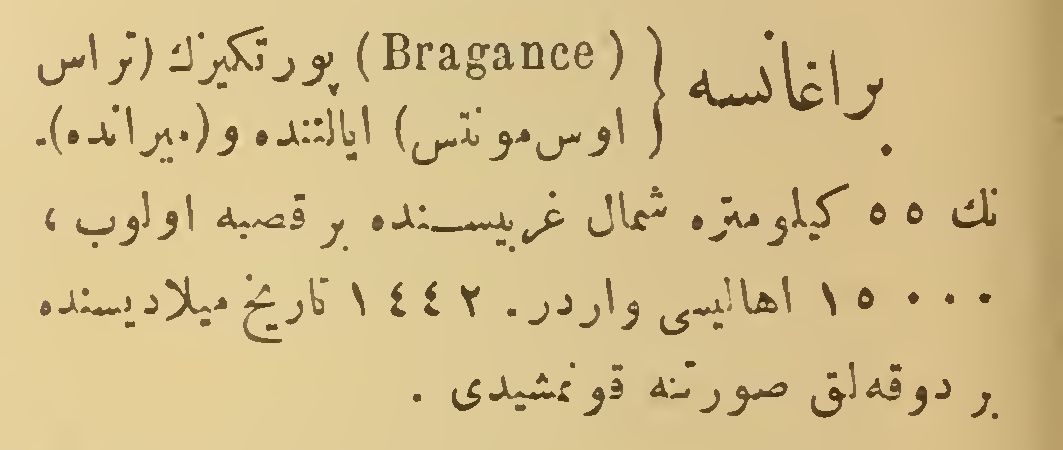 براغانسه { (Bragance) پورتکیزك (تراس
اوس مونتس) ایالتنده و (میرانده).
نك ٥٥ کیلومتره شمال غربیسنده بر قصبه اولوب ،
١٥٠٠٠ اهالیسی واردر. ١٤٤٢ تاریخ میلادیسنده
بر دوقه‌لق صورتنه قونمشیدی .